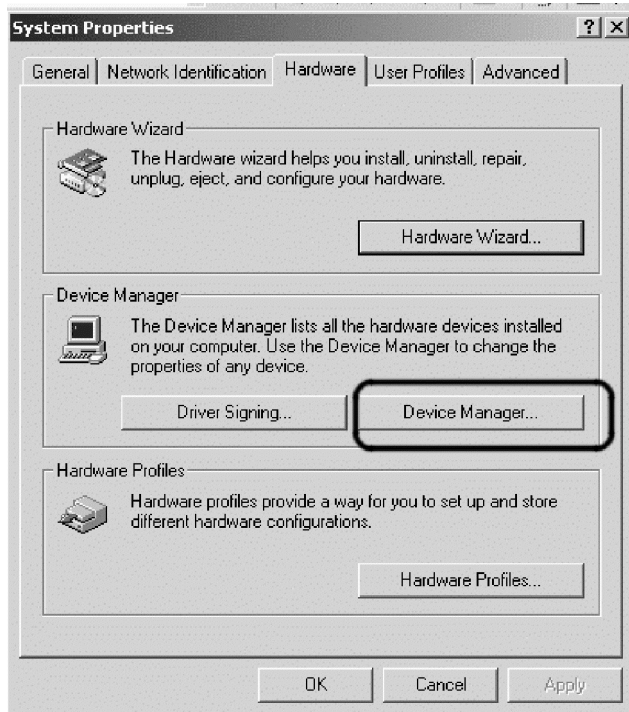 System Properties
General
Network Identification
Hardware
User Profiles
Advanced
Hardware Wizard
The Hardware wizard helps you install, uninstall, repair,
unplug, eject, and configure your hardware.
Hardware Wizard...
Device Manager
The Device Manager lists all the hardware devices installed
on your computer. Use the Device Manager to change the
properties of any device.
Driver Signing...
Device Manager...
Hardware Profiles
Hardware profiles provide a way for you to set up and store
different hardware configurations.
Hardware Profiles...
OK
Cancel
Apply